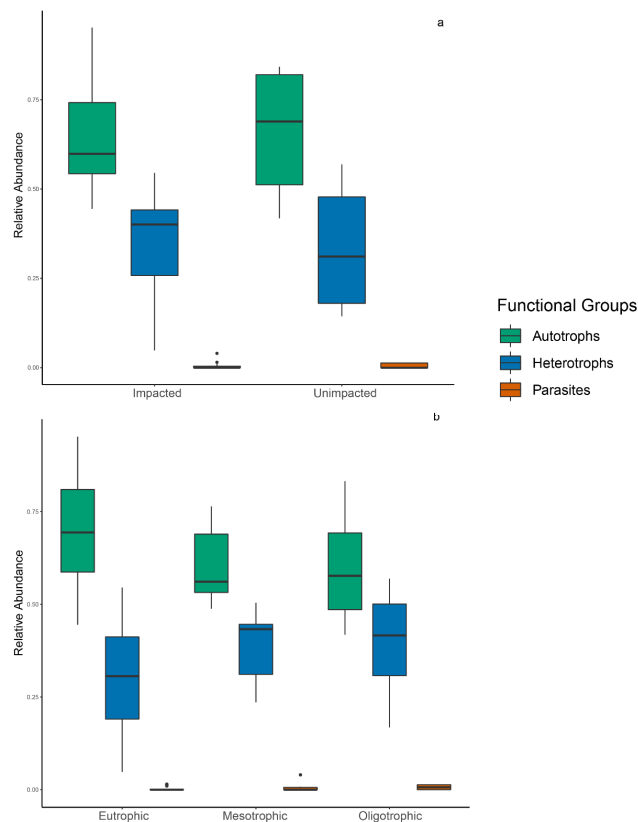 a
0.75
0.50
0.25
0.00
Relative Abundance
Impacted
Unimpacted
Functional Groups
Autotrophs
Heterotrophs
Parasites
b
0.75
0.50
0.25
0.00
Relative Abundance
Eutrophic
Mesotrophic
Oligotrophic